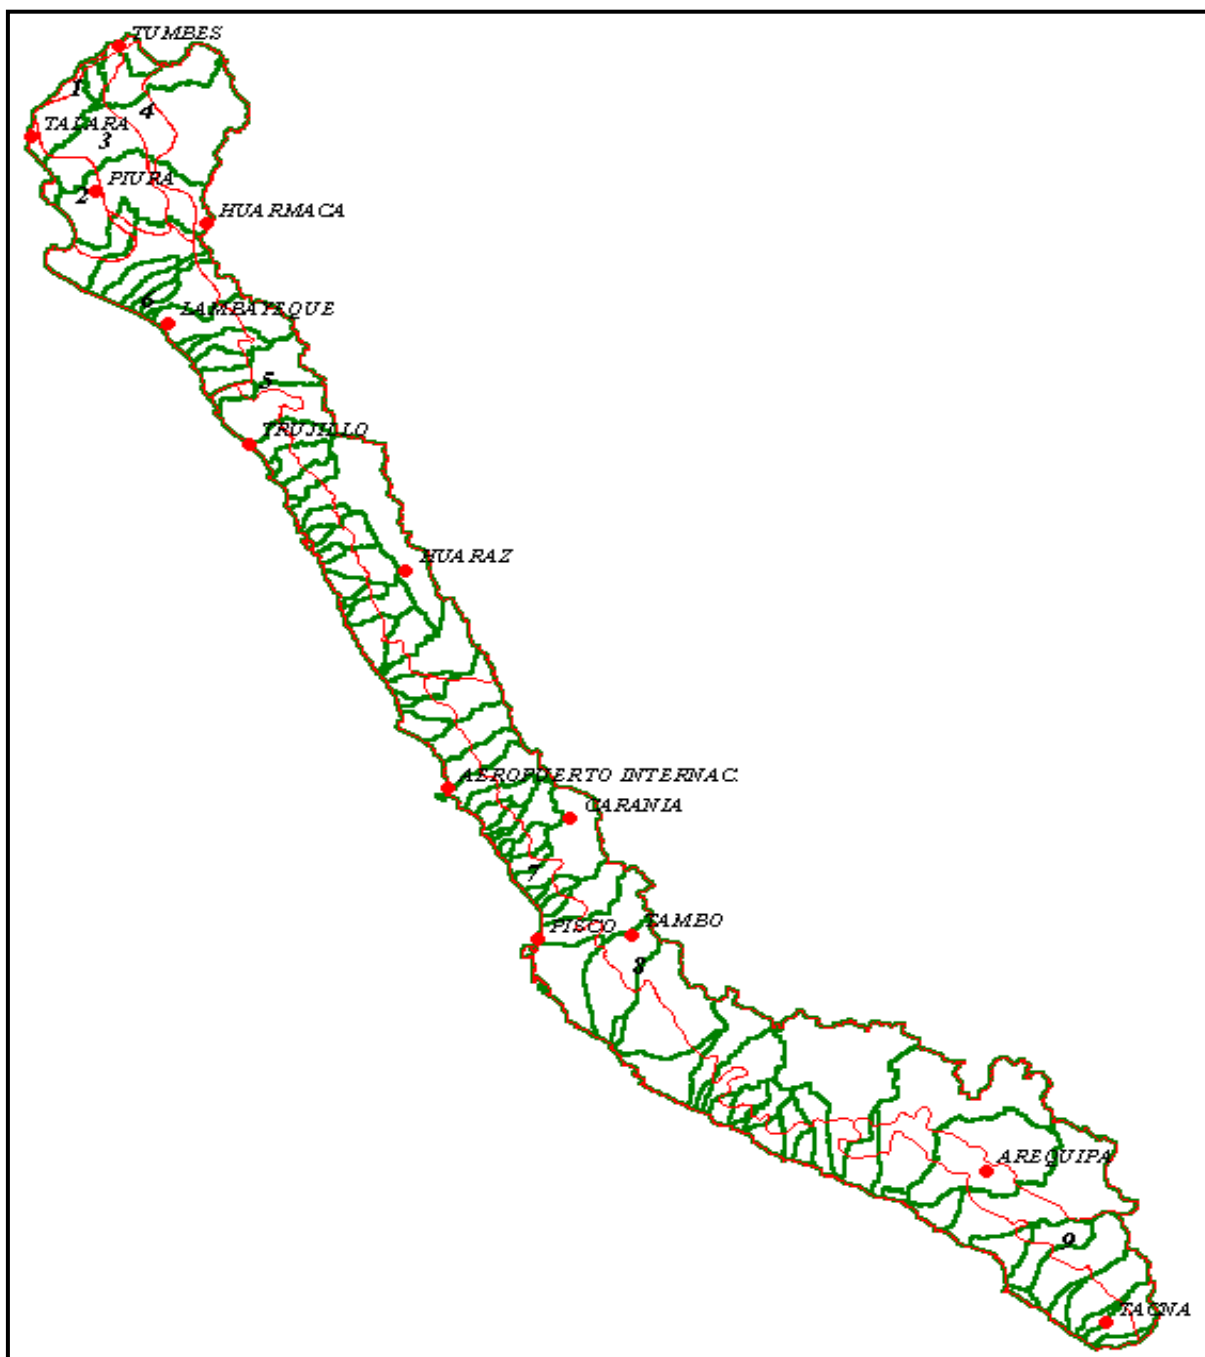 TUMBES
1
4
TALARA
3
PIURA
2
HUARMACA
6
LAMBAYEQUE
5
TRUJILLO
HUARAZ
AEROPUERTO INTERNAC.
CARANIA
7
PISCO
TAMBO
8
AREQUIPA
9
TACNA